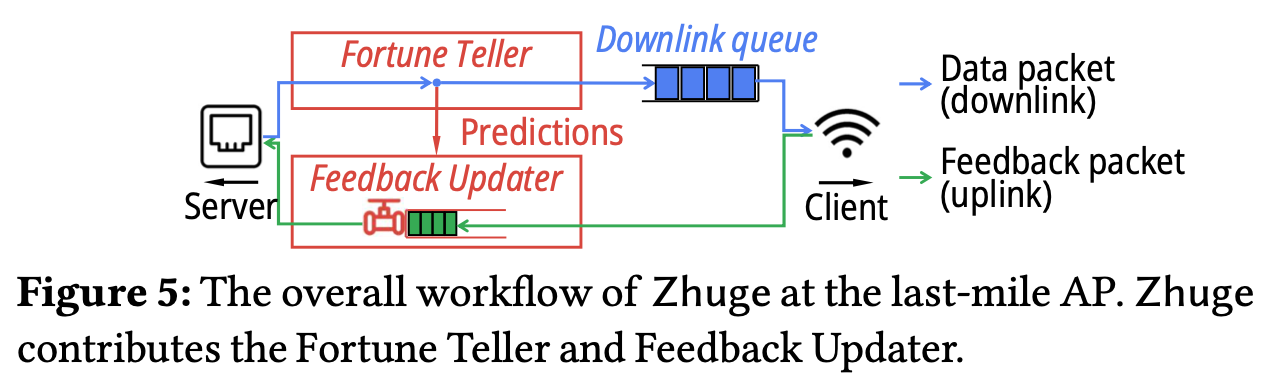 Fortune Teller
Downlink queue
Data packet
(downlink)
Predictions
Feedback Updater
Feedback packet
(uplink)
Server
Client
Figure 5: The overall workflow of Zhuge at the last-mile AP. Zhuge
contributes the Fortune Teller and Feedback Updater.